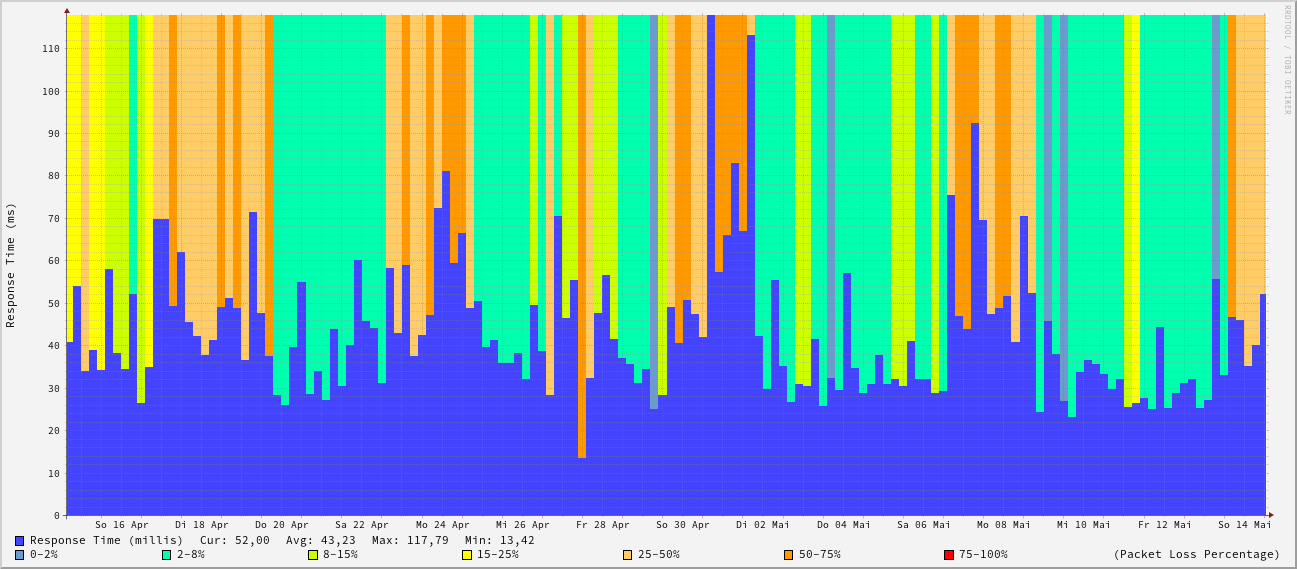 RRDTOOL / TOBI OETIKER
Response Time (ms)
110
100
90
80
70
60
50
40
30
20
10
0
So 16 Apr Di 18 Apr Do 20 Apr Sa 22 Apr Mo 24 Apr Mi 26 Apr Fr 28 Apr So 30 Apr Di 02 Mai Do 04 Mai Sa 06 Mai Mo 08 Mai Mi 10 Mai Fr 12 Mai So 14 Mai
Response Time (millis) Cur: 52,00 Avg: 43,23 Max: 117,79 Min: 13,42
0-2% 2-8% 8-15% 15-25% 25-50% 50-75% 75-100% (Packet Loss Percentage)